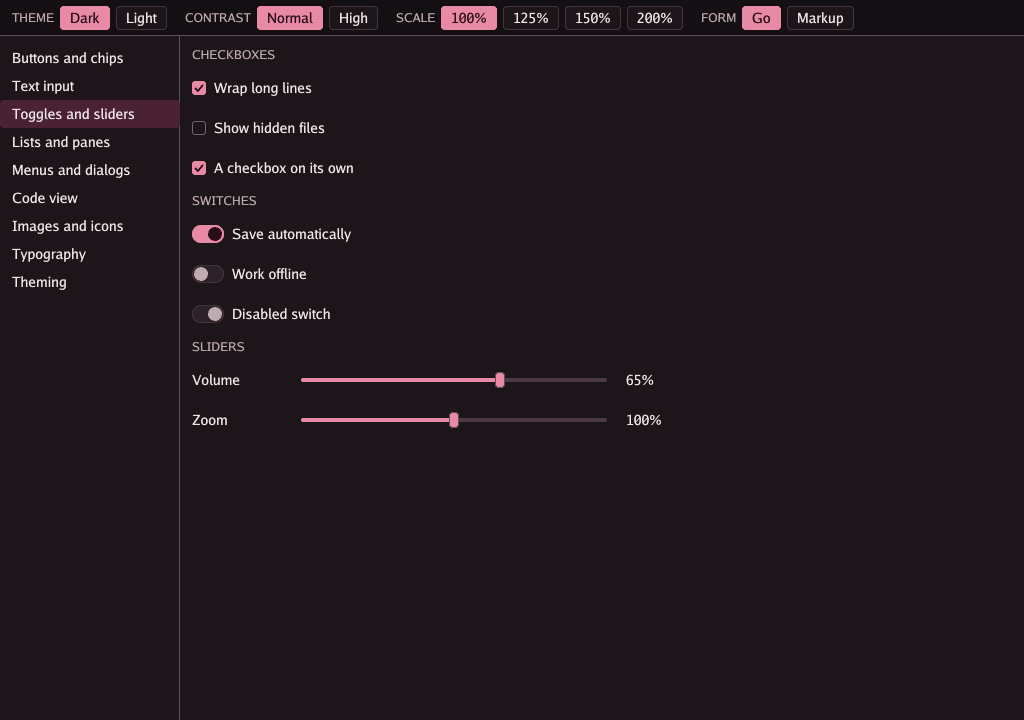 THEME Dark Light CONTRAST Normal High SCALE 100% 125% 150% 200% FORM Go Markup
Buttons and chips
Text input
Toggles and sliders
Lists and panes
Menus and dialogs
Code view
Images and icons
Typography
Theming
CHECKBOXES
Wrap long lines
Show hidden files
A checkbox on its own
SWITCHES
Save automatically
Work offline
Disabled switch
SLIDERS
Volume 65%
Zoom 100%